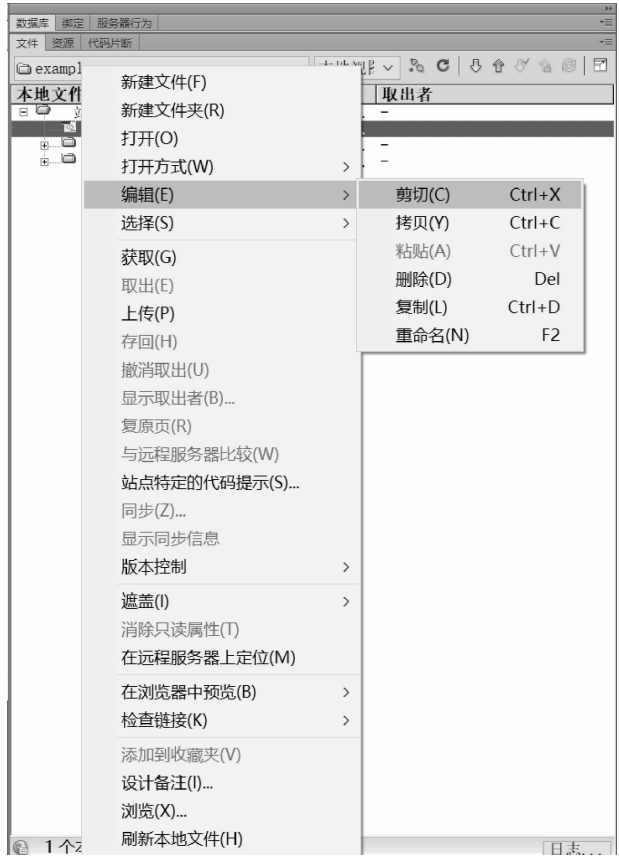 数据库 绑定 服务器行为
文件 资源 代码片断
exampl
本地文件 取出者
新建文件(F)
新建文件夹(R)
打开(O)
打开方式(W)
编辑(E)
选择(S)
获取(G)
取出(E)
上传(P)
存回(H)
撤消取出(U)
显示取出者(B)...
复原页(R)
与远程服务器比较(W)
站点特定的代码提示(S)...
同步(Z)...
显示同步信息
版本控制
遮盖(I)
消除只读属性(T)
在远程服务器上定位(M)
在浏览器中预览(B)
检查链接(K)
添加到收藏夹(V)
设计备注(I)...
浏览(X)...
刷新本地文件(H)
剪切(C) Ctrl+X
拷贝(Y) Ctrl+C
粘贴(A) Ctrl+V
删除(D) Del
复制(L) Ctrl+D
重命名(N) F2
1 个 日志...